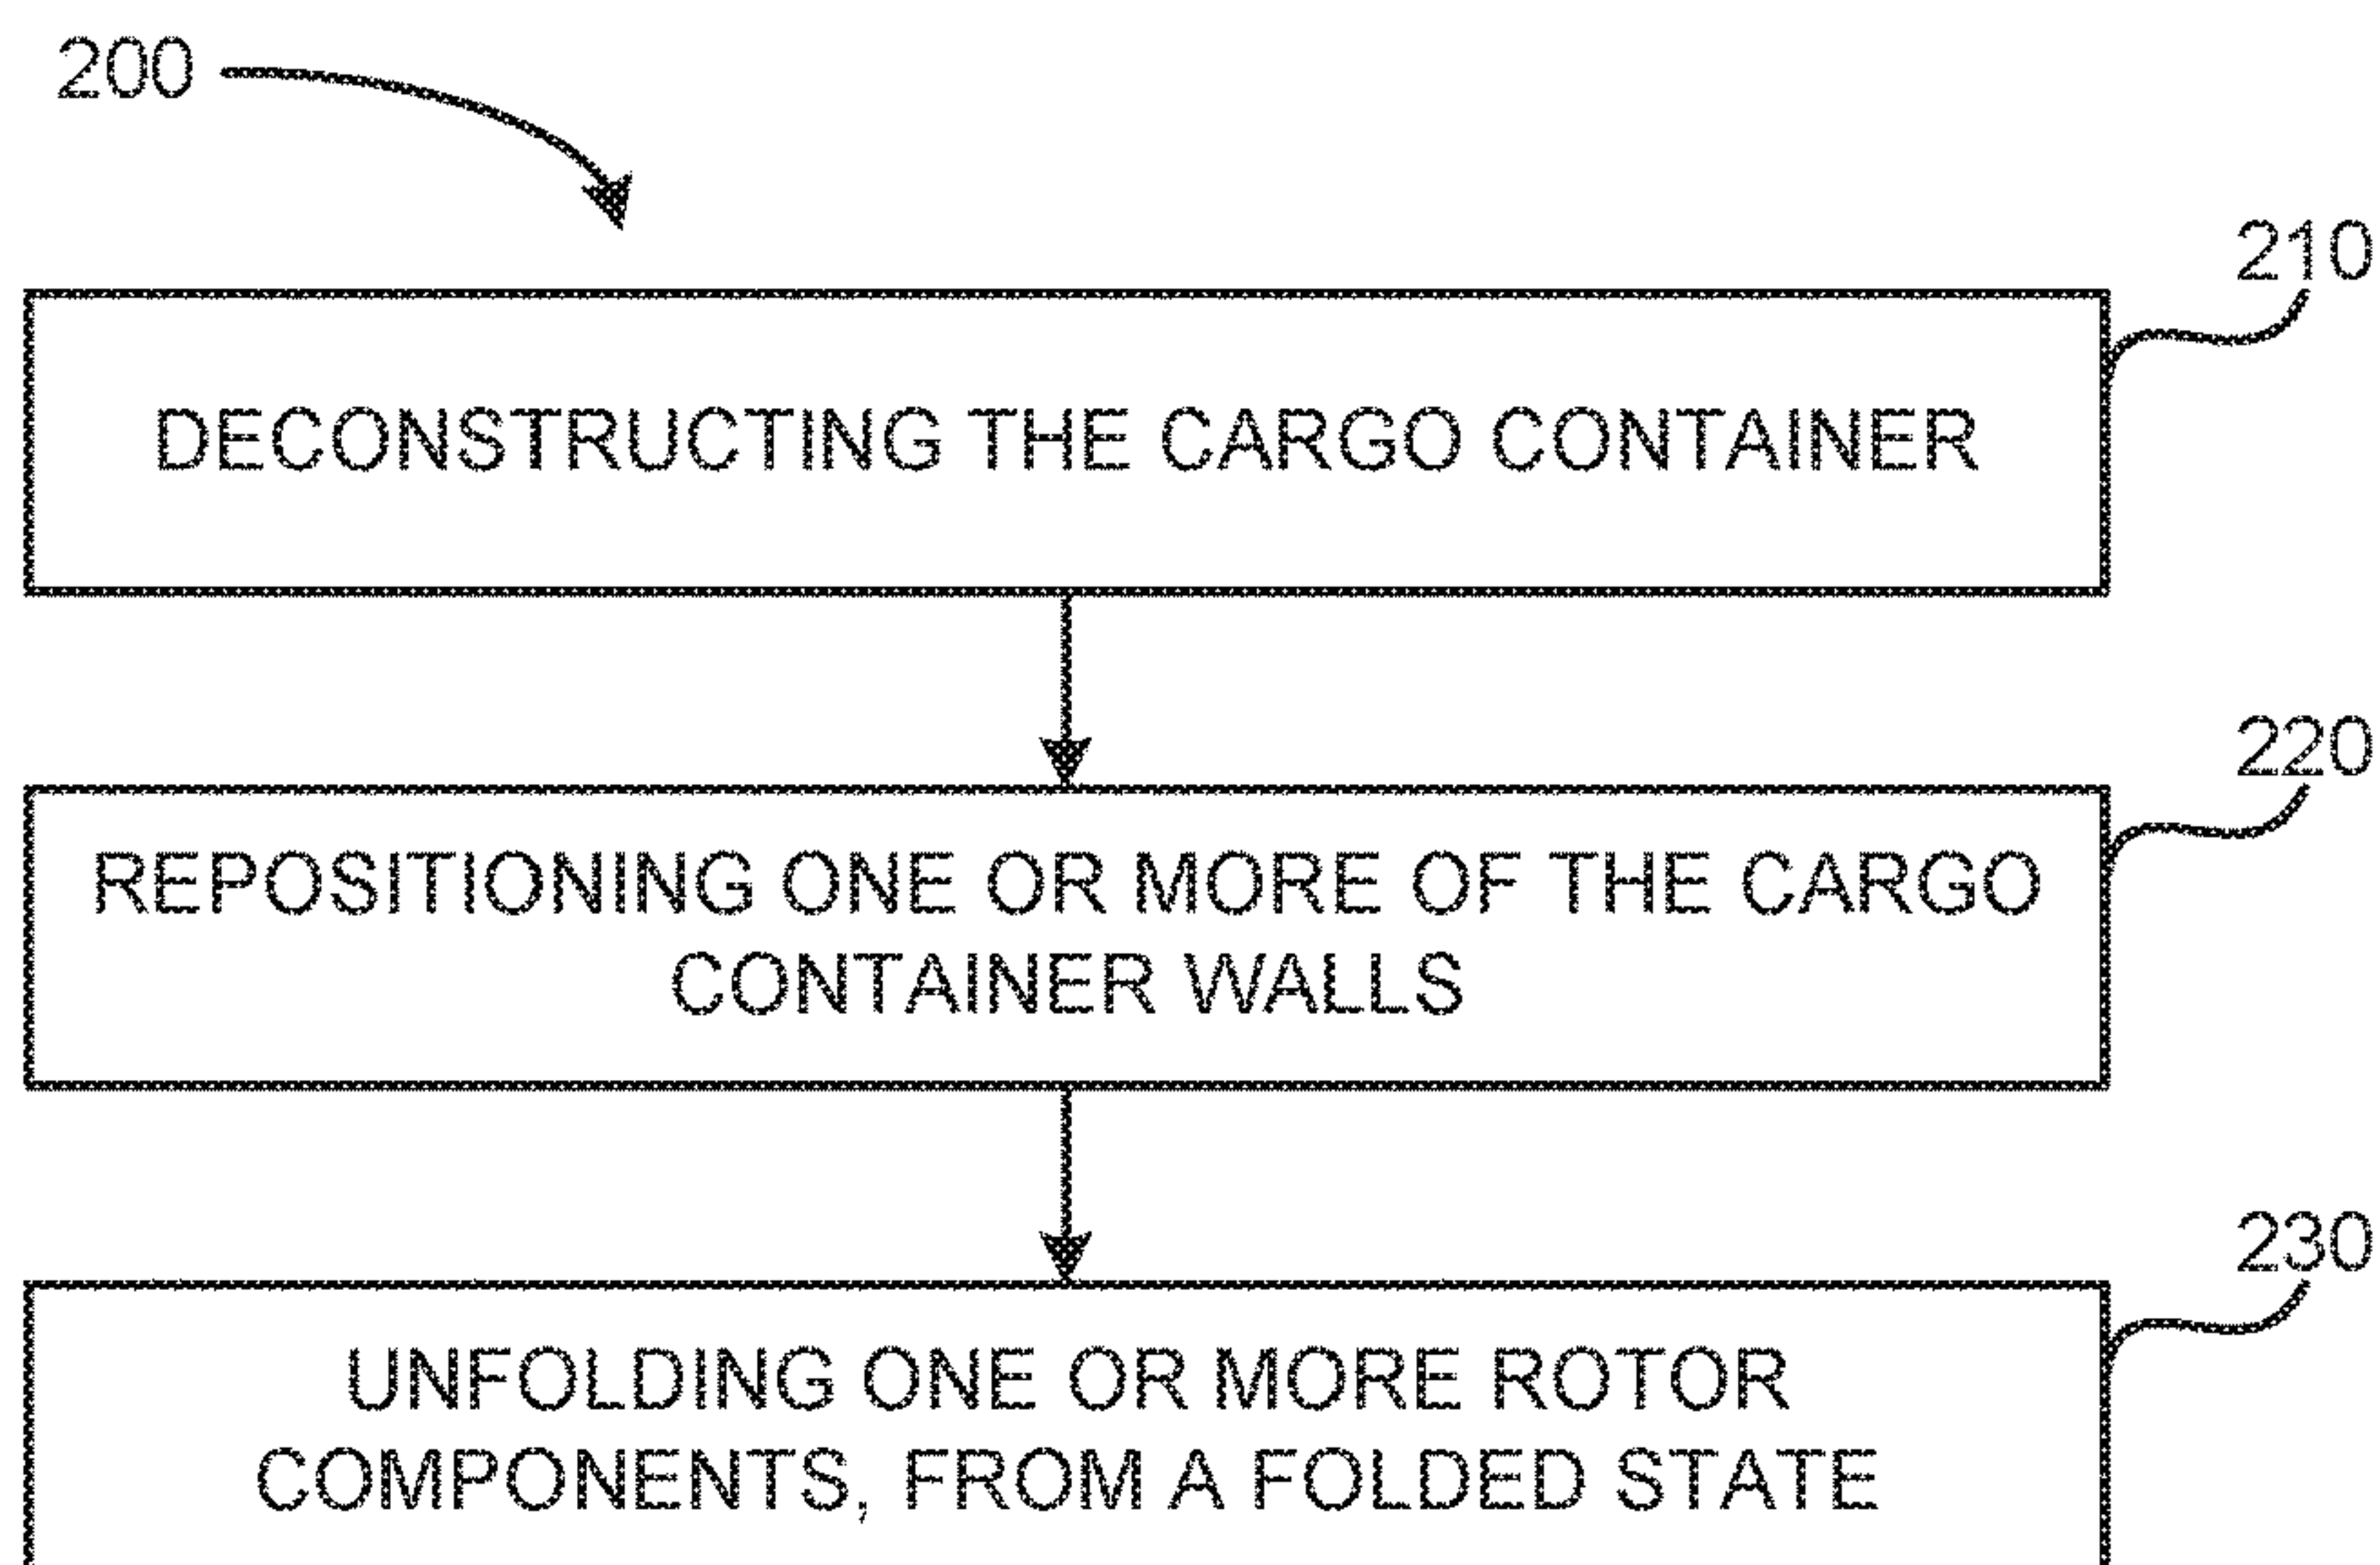 200
210
DECONSTRUCTING THE CARGO CONTAINER
220
REPOSITIONING ONE OR MORE OF THE CARGO
CONTAINER WALLS
230
UNFOLDING ONE OR MORE ROTOR
COMPONENTS, FROM A FOLDED STATE